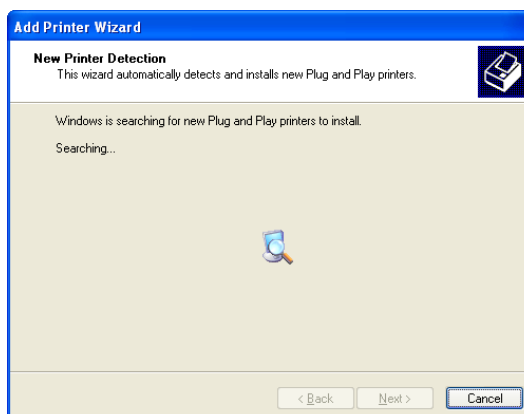 Add Printer Wizard
New Printer Detection
This wizard automatically detects and installs new Plug and Play printers.
Windows is searching for new Plug and Play printers to install.
Searching...
< Back Next > Cancel